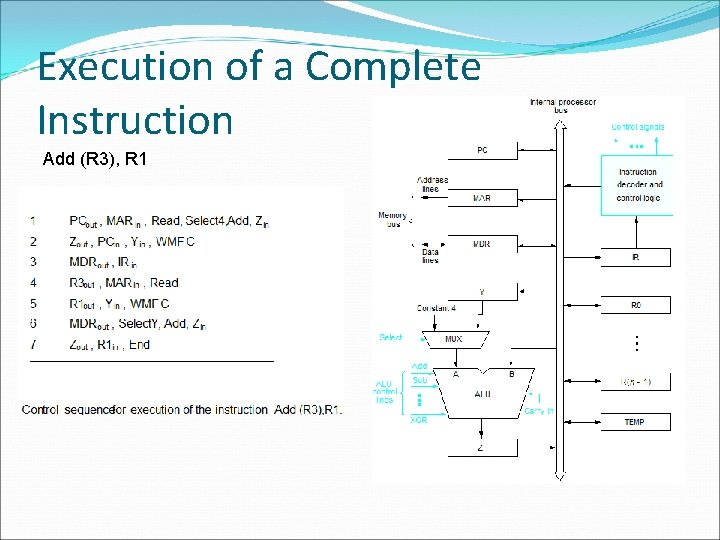 Execution of a Complete
Instruction
Add (R3), R1
1 PCout , MARin , Read, Select4,Add, Zin
2 Zout , PCin , Yin , WMF C
3 MDRout , IRin
4 R3out , MARin , Read
5 R1out , Yin , WMF C
6 MDRout , SelectY, Add, Zin
7 Zout , R1in , End
Control sequencefor execution of the instruction Add (R3),R1.
Internal processor
bus
Control signals
...
PC
Instruction
decoder and
control logic
Address
lines
MAR
Memory
bus
MDR
Data
lines
IR
Y
Constant 4
R0
Select
MUX
Add
A B
Sub
ALU
control
lines
ALU
R(n - 1)
Carry in
XOR
TEMP
Z